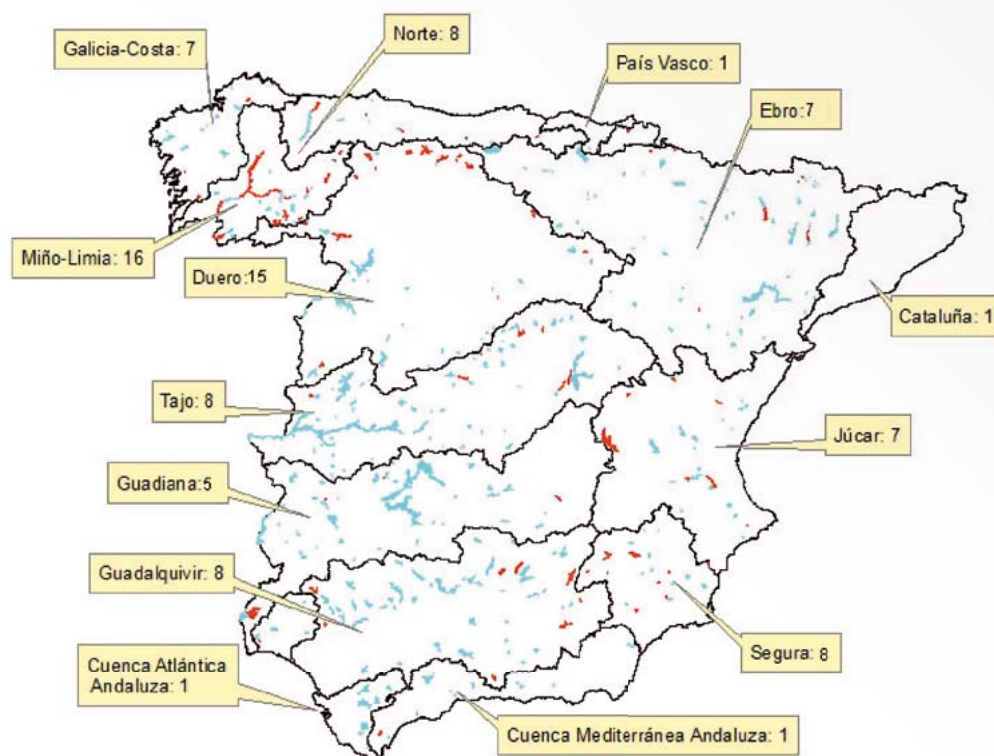 Norte: 8
Galicia-Costa: 7
País Vasco: 1
Ebro:7
Miño-Limia: 16
Duero:15
Cataluña: 1
Tajo: 8
Júcar: 7
Guadiana:5
Guadalquivir: 8
Segura: 8
Cuenca Atlántica
Andaluza: 1
Cuenca Mediterránea Andaluza: 1